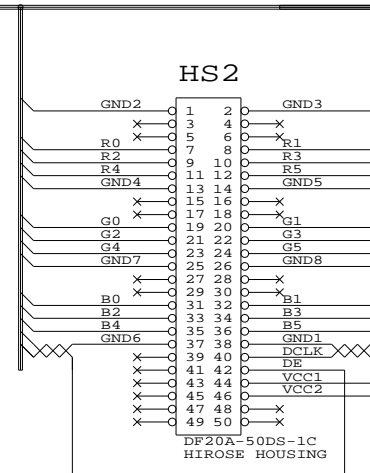 HS2
GND2 1 2 GND3
3 4
5 6
R0 7 8 R1
R2 9 10 R3
R4 11 12 R5
GND4 13 14 GND5
15 16
17 18
G0 19 20 G1
G2 21 22 G3
G4 23 24 G5
GND7 25 26 GND8
27 28
29 30
B0 31 32 B1
B2 33 34 B3
B4 35 36 B5
GND6 37 38 GND1
39 40 DCLK
41 42 DE
43 44 VCC1
45 46 VCC2
47 48
49 50
DF20A-50DS-1C
HIROSE HOUSING